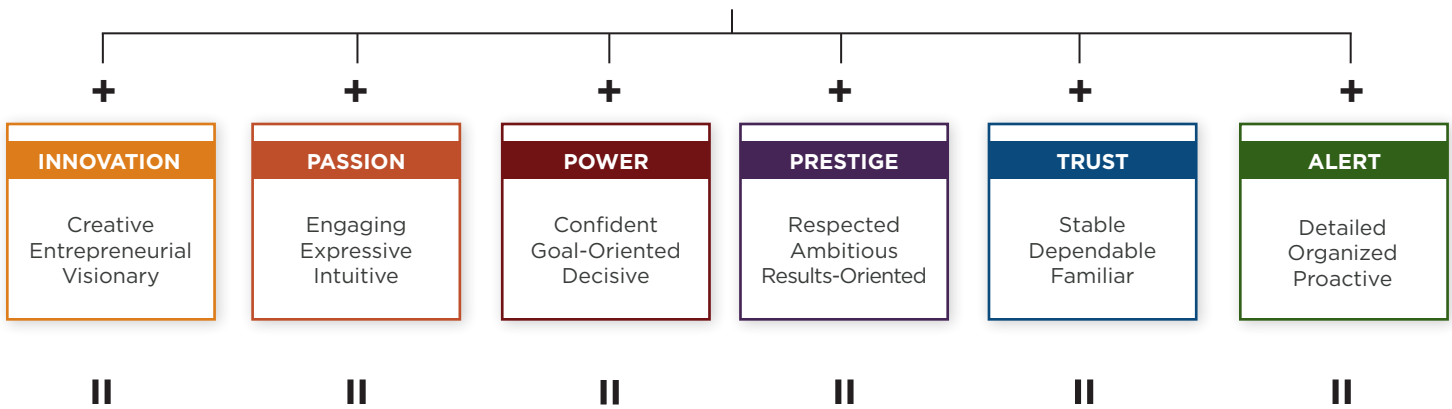 + + + + + +
INNOVATION
Creative
Entrepreneurial
Visionary
PASSION
Engaging
Expressive
Intuitive
POWER
Confident
Goal-Oriented
Decisive
PRESTIGE
Respected
Ambitious
Results-Oriented
TRUST
Stable
Dependable
Familiar
ALERT
Detailed
Organized
Proactive
= = = = = =